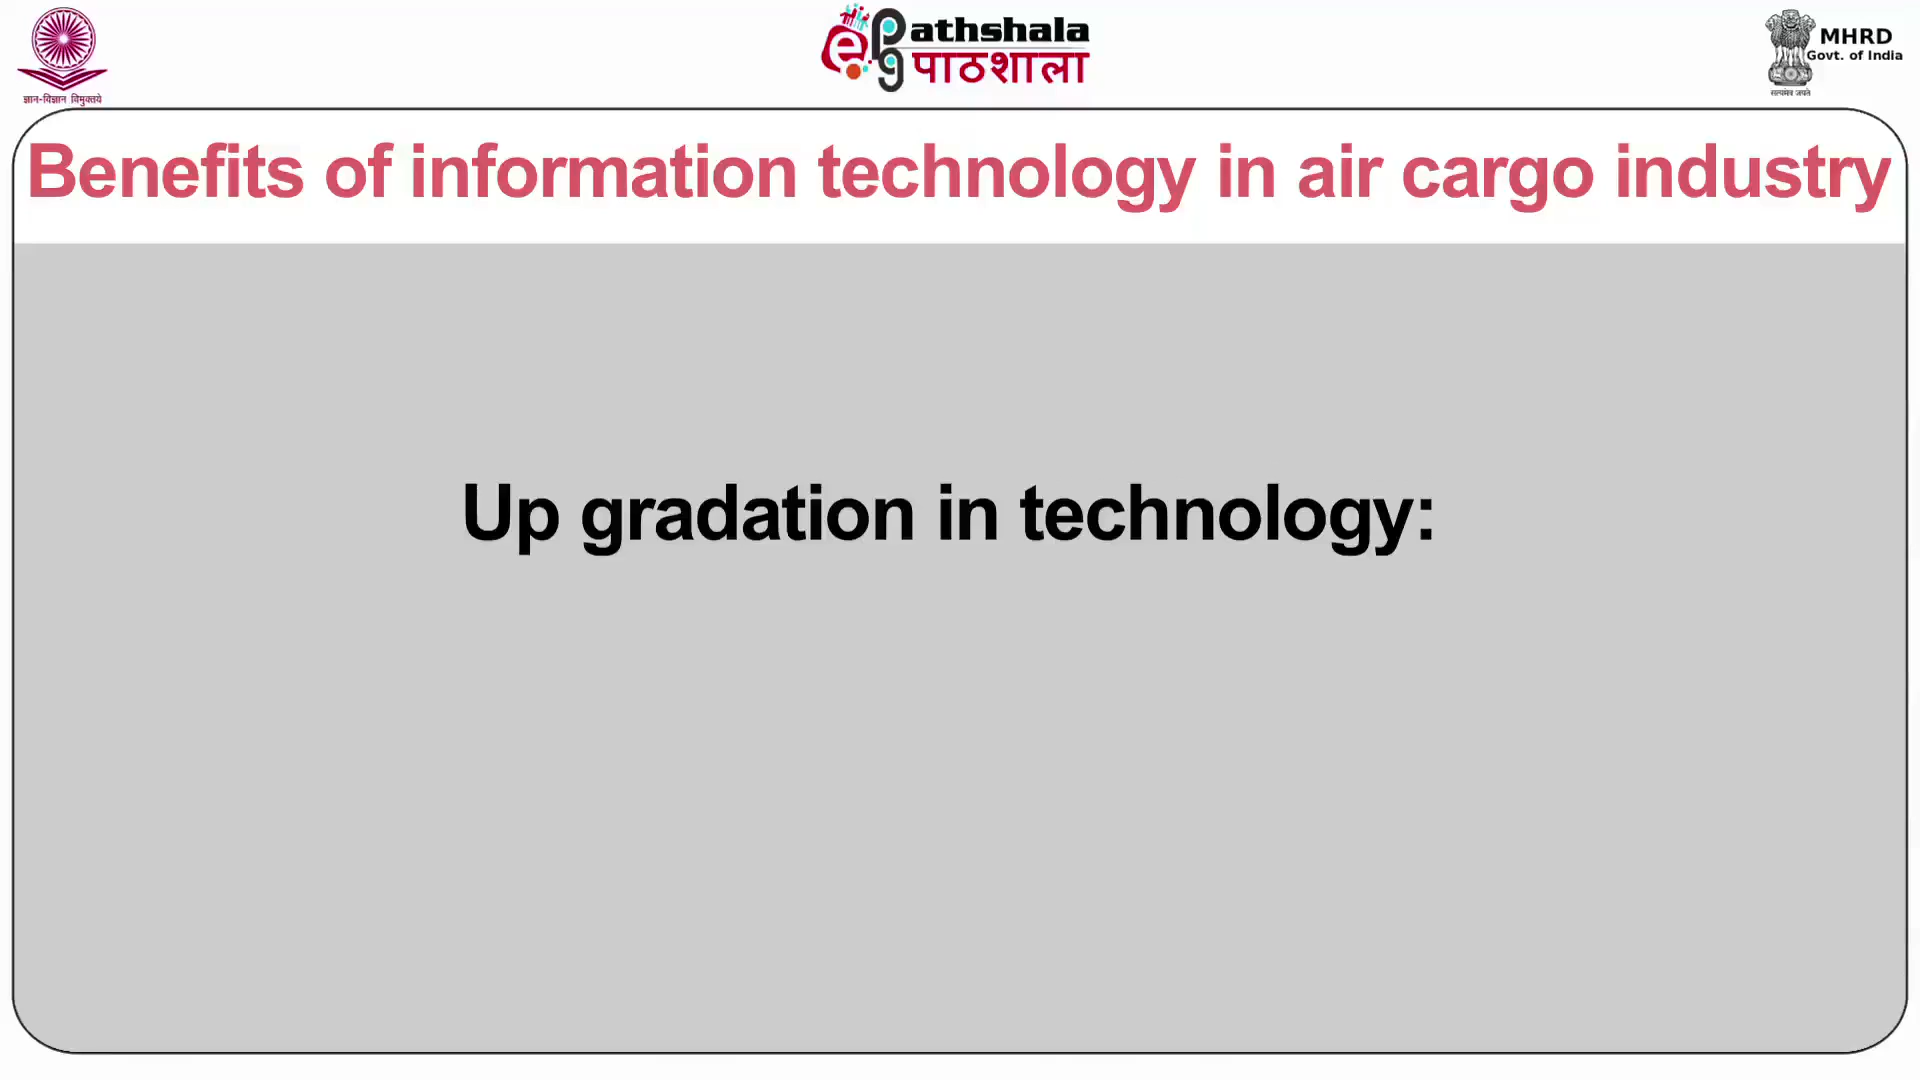 ज्ञान-विज्ञान विमुक्तये
ePGathshala
पाठशाला
MHRD
Govt. of India
सत्यमेव जयते
Benefits of information technology in air cargo industry
Up gradation in technology: